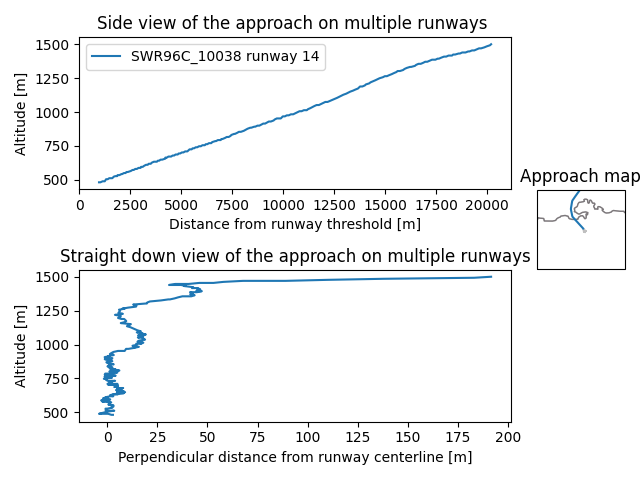 Side view of the approach on multiple runways
Altitude [m]
1500
1250
1000
750
500
SWR96C_10038 runway 14
0 2500 5000 7500 10000 12500 15000 17500 20000
Distance from runway threshold [m]
Approach map
Straight down view of the approach on multiple runways
Altitude [m]
1500
1250
1000
750
500
0 25 50 75 100 125 150 175 200
Perpendicular distance from runway centerline [m]